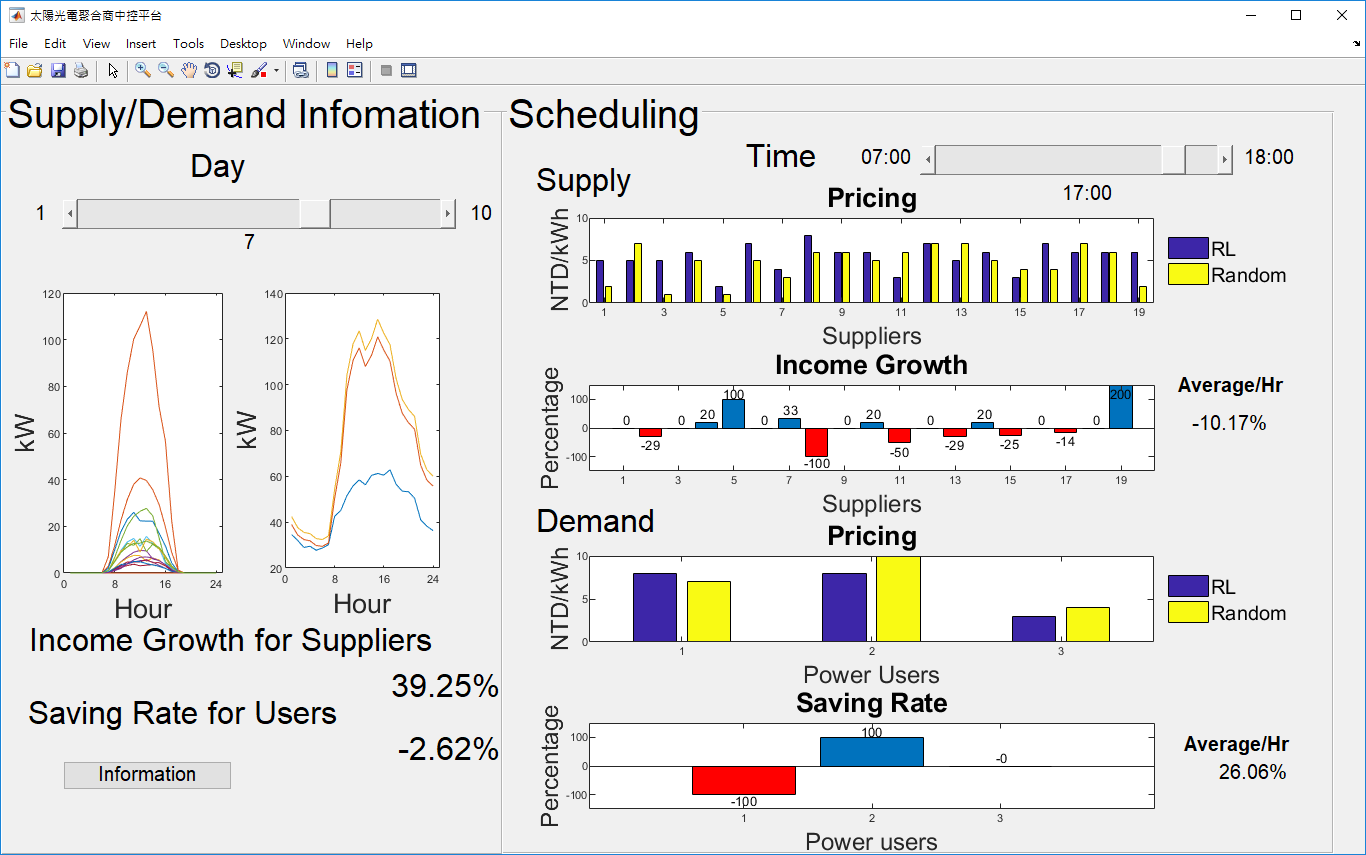 太陽光電聚合商中控平台
File Edit View Insert Tools Desktop Window Help
Supply/Demand Infomation
Day
1 10
7
kW
120
100
80
60
40
20
0
0 8 16 24
Hour
kW
140
120
100
80
60
40
20
0 8 16 24
Hour
Income Growth for Suppliers
39.25%
Saving Rate for Users
-2.62%
Information
Scheduling
Time 07:00 18:00
17:00
Supply
Pricing
NTD/kWh
10
5
0
1 3 5 7 9 11 13 15 17 19
Suppliers
RL
Random
Income Growth
Percentage
100
0
-100
0 -29 0 20 100 0 33 -100 0 20 -50 0 -29 20 -25 0 -14 0 200
1 3 5 7 9 11 13 15 17 19
Suppliers
Average/Hr
-10.17%
Demand
Pricing
NTD/kWh
10
5
0
1 2 3
Power Users
RL
Random
Saving Rate
Percentage
100
0
-100
-100 100 -0
1 2 3
Power users
Average/Hr
26.06%